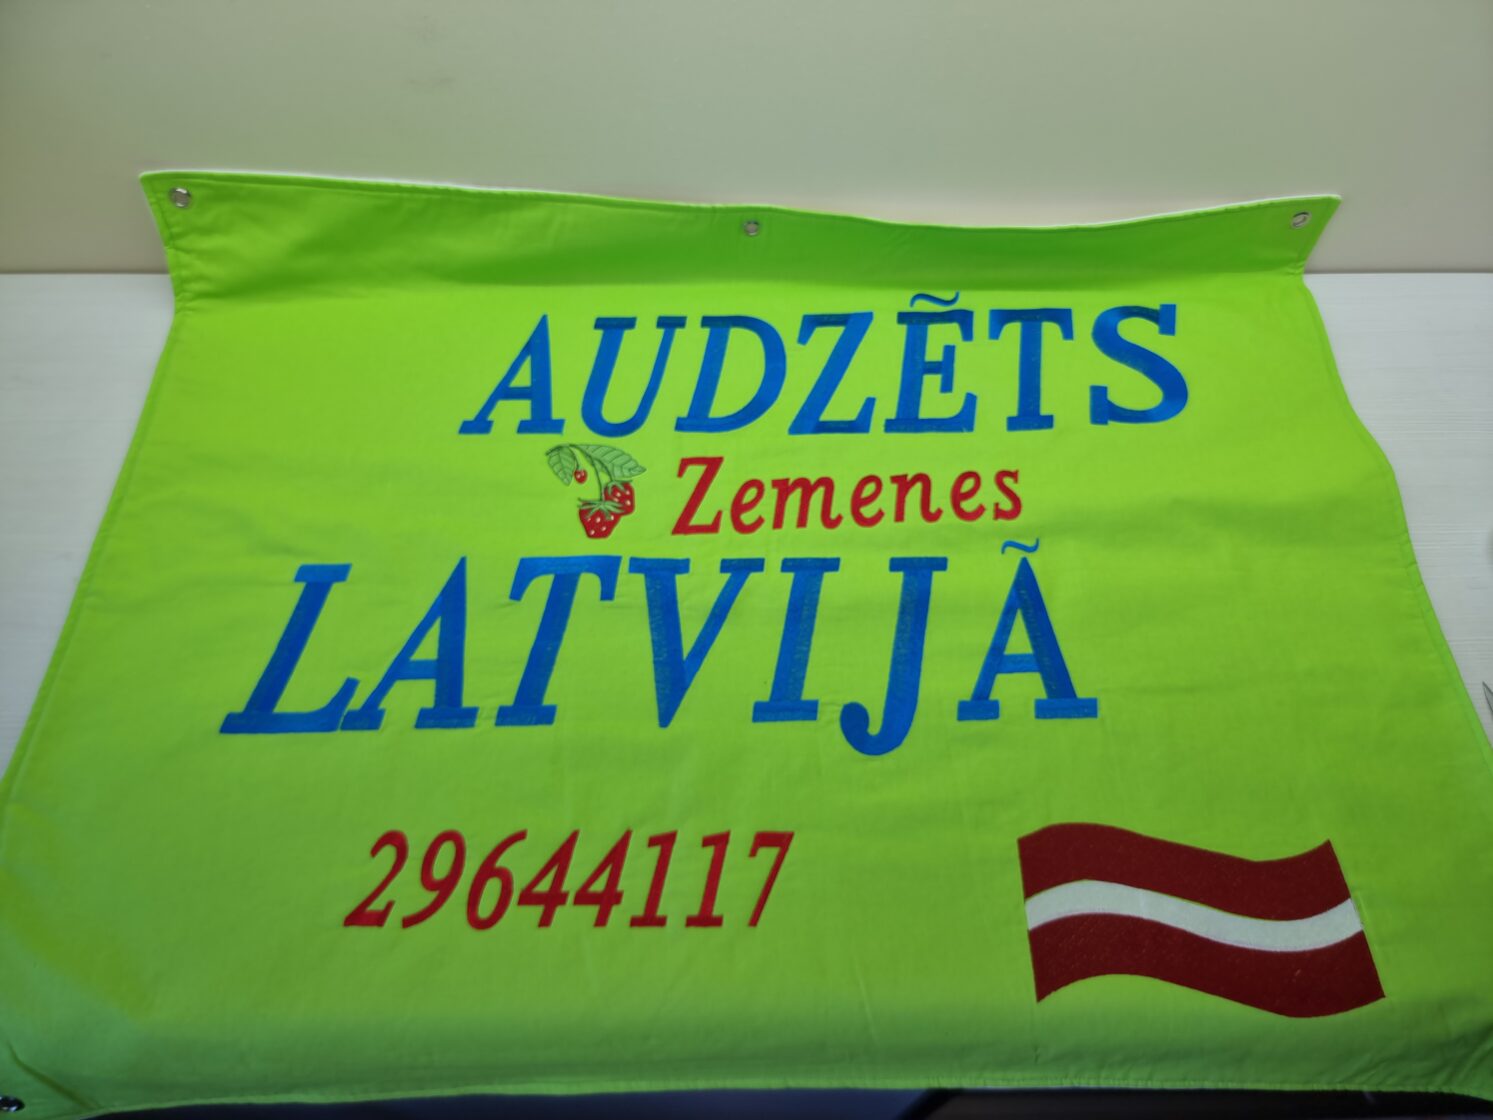 AUDZẼTS
Zemenes
LATVIJÃ
29644117